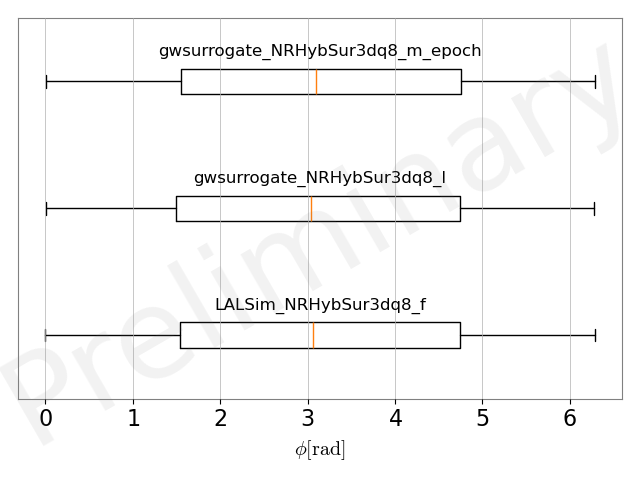 gwsurrogate_NRHybSur3dq8_m_epoch
gwsurrogate_NRHybSur3dq8_l
LALSim_NRHybSur3dq8_f
Preliminary
0 1 2 3 4 5 6
ϕ[rad]